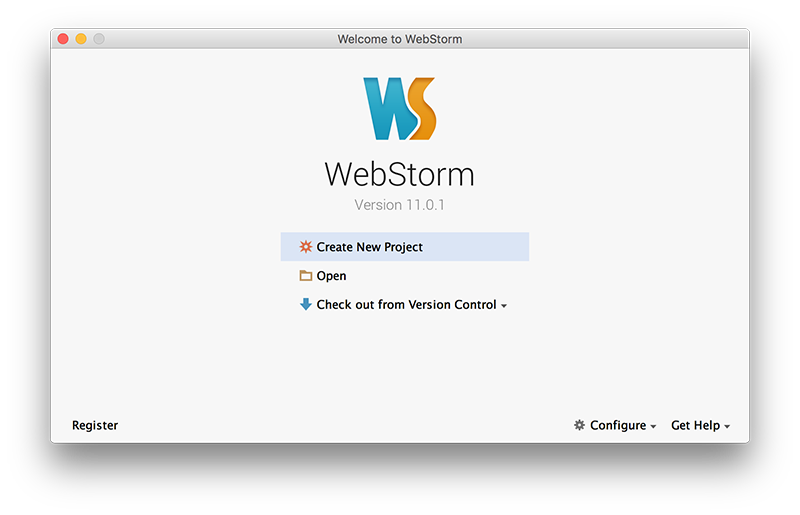 Welcome to WebStorm
WS
WebStorm
Version 11.0.1
Create New Project
Open
Check out from Version Control
Register
Configure
Get Help